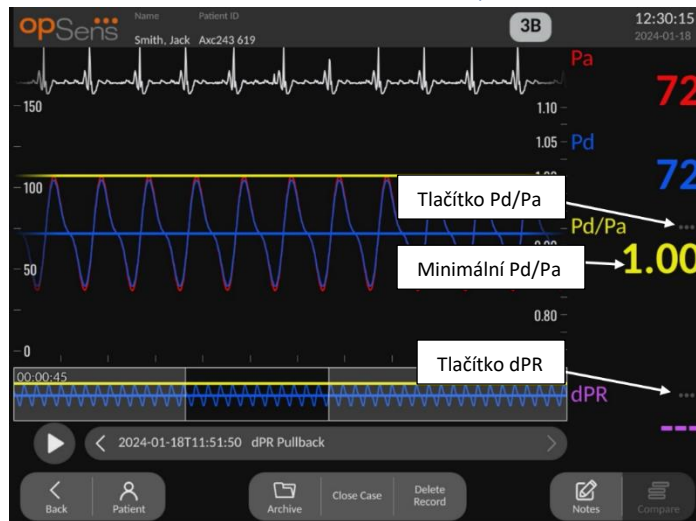 opSens
Name
Patient ID
Smith, Jack
Axc243 619
3B
12:30:15
2024-01-18
Pa
72
150
1.10
1.05
Pd
72
100
Tlačítko Pd/Pa
Pd/Pa
...
Minimální Pd/Pa
1.00
50
0.80
0
Tlačítko dPR
00:00:45
dPR
...
---
2024-01-18T11:51:50 dPR Pullback
Back
Patient
Archive
Close Case
Delete
Record
Notes
Compare